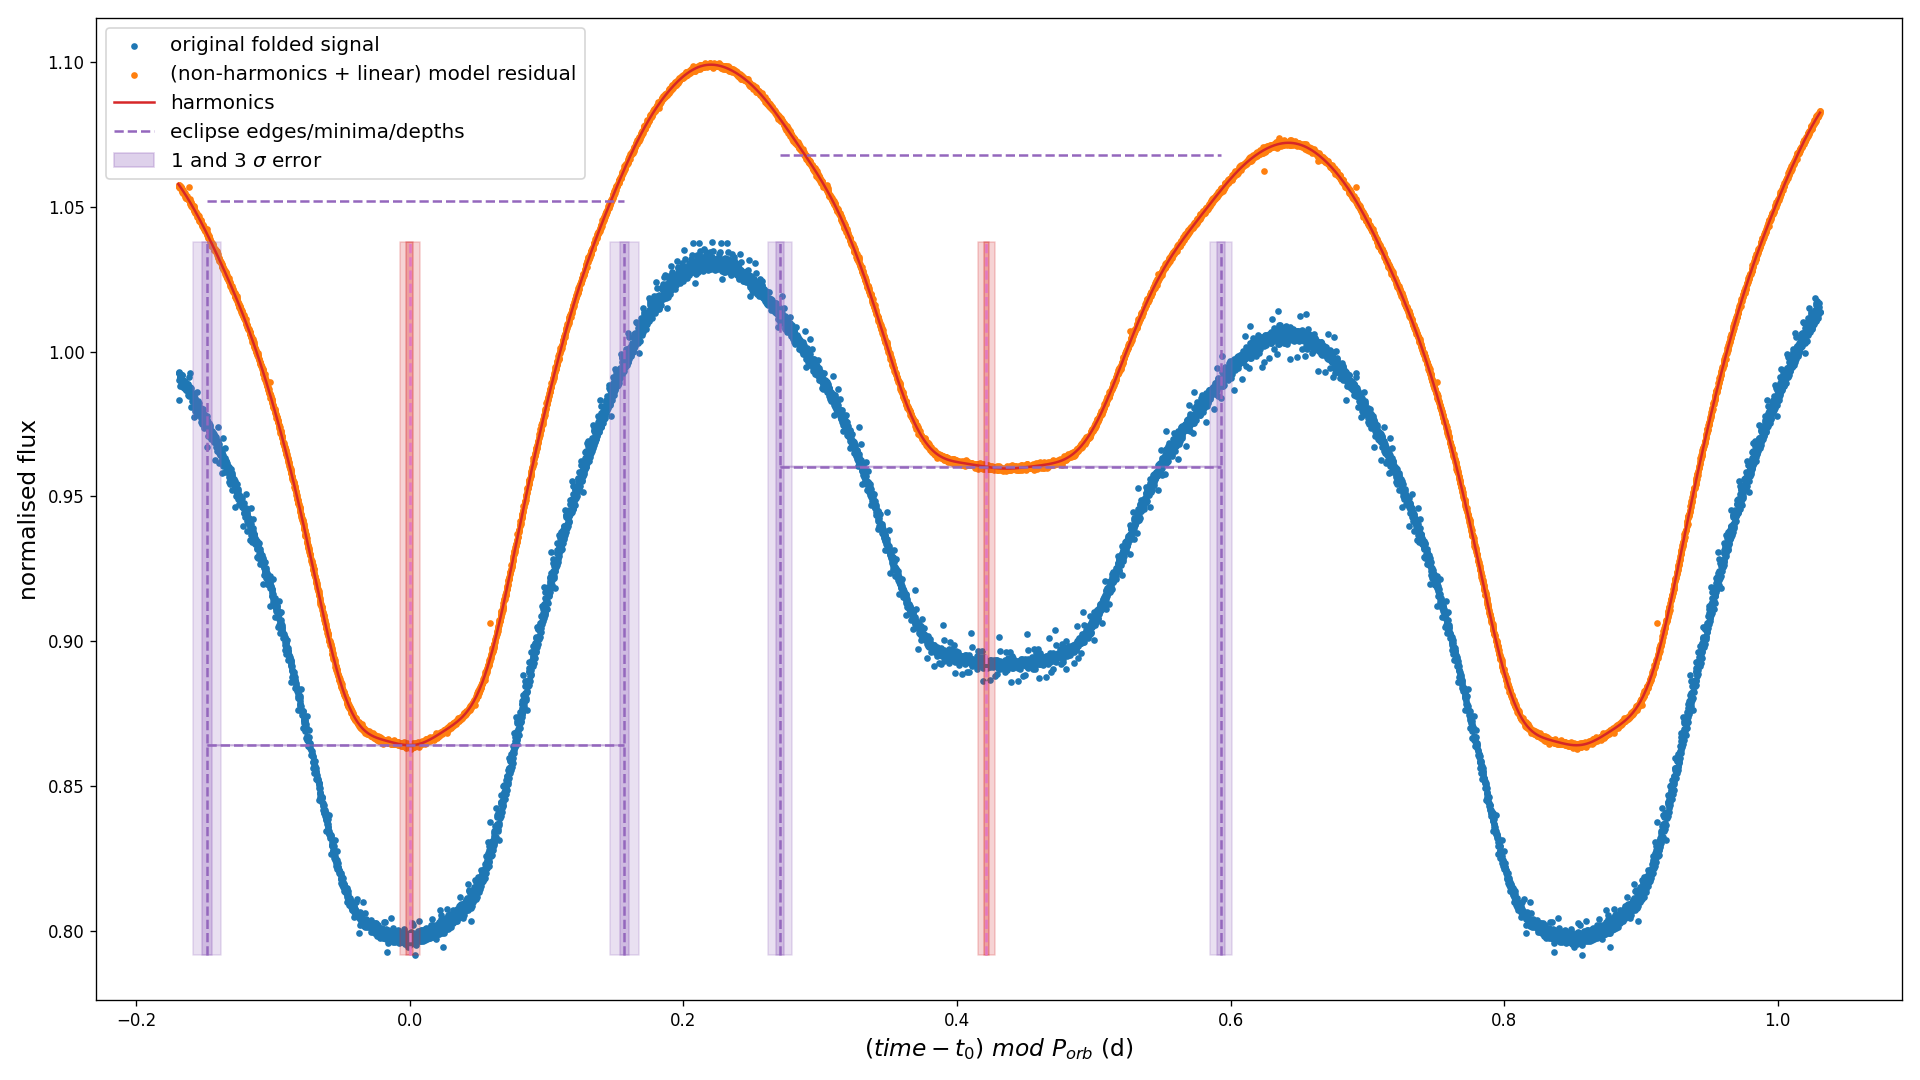 original folded signal
(non-harmonics + linear) model residual
harmonics
eclipse edges/minima/depths
1 and 3 σ error
normalised flux
1.10
1.05
1.00
0.95
0.90
0.85
0.80
−0.2 0.0 0.2 0.4 0.6 0.8 1.0
(time − t₀) mod P_orb (d)